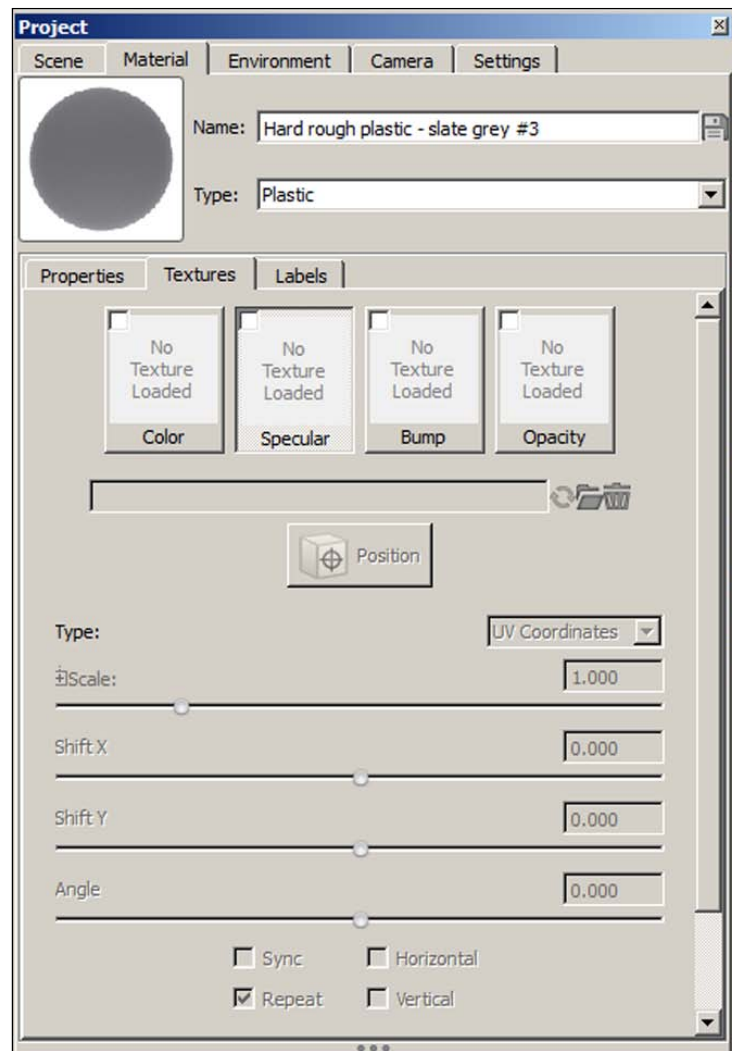 Project
Scene Material Environment Camera Settings
Name: Hard rough plastic - slate grey #3
Type: Plastic
Properties Textures Labels
No Texture Loaded
No Texture Loaded
No Texture Loaded
No Texture Loaded
Color Specular Bump Opacity
Position
Type: UV Coordinates
Scale: 1.000
Shift X 0.000
Shift Y 0.000
Angle 0.000
Sync Horizontal
Repeat Vertical